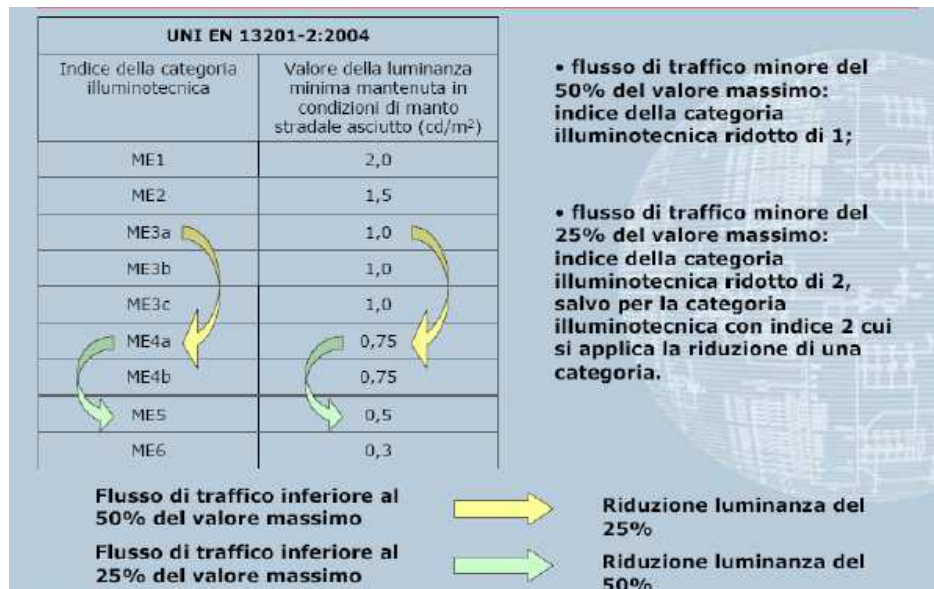 UNI EN 13201-2:2004
Indice della categoria
illuminotecnica
Valore della luminanza
minima mantenuta in
condizioni di manto
stradale asciutto (cd/m²)
ME1 2,0
ME2 1,5
ME3a 1,0
ME3b 1,0
ME3c 1,0
ME4a 0,75
ME4b 0,75
ME5 0,5
ME6 0,3
• flusso di traffico minore del
50% del valore massimo:
indice della categoria
illuminotecnica ridotto di 1;
• flusso di traffico minore del
25% del valore massimo:
indice della categoria
illuminotecnica ridotto di 2,
salvo per la categoria
illuminotecnica con indice 2 cui
si applica la riduzione di una
categoria.
Flusso di traffico inferiore al
50% del valore massimo
Riduzione luminanza del
25%
Flusso di traffico inferiore al
25% del valore massimo
Riduzione luminanza del
50%